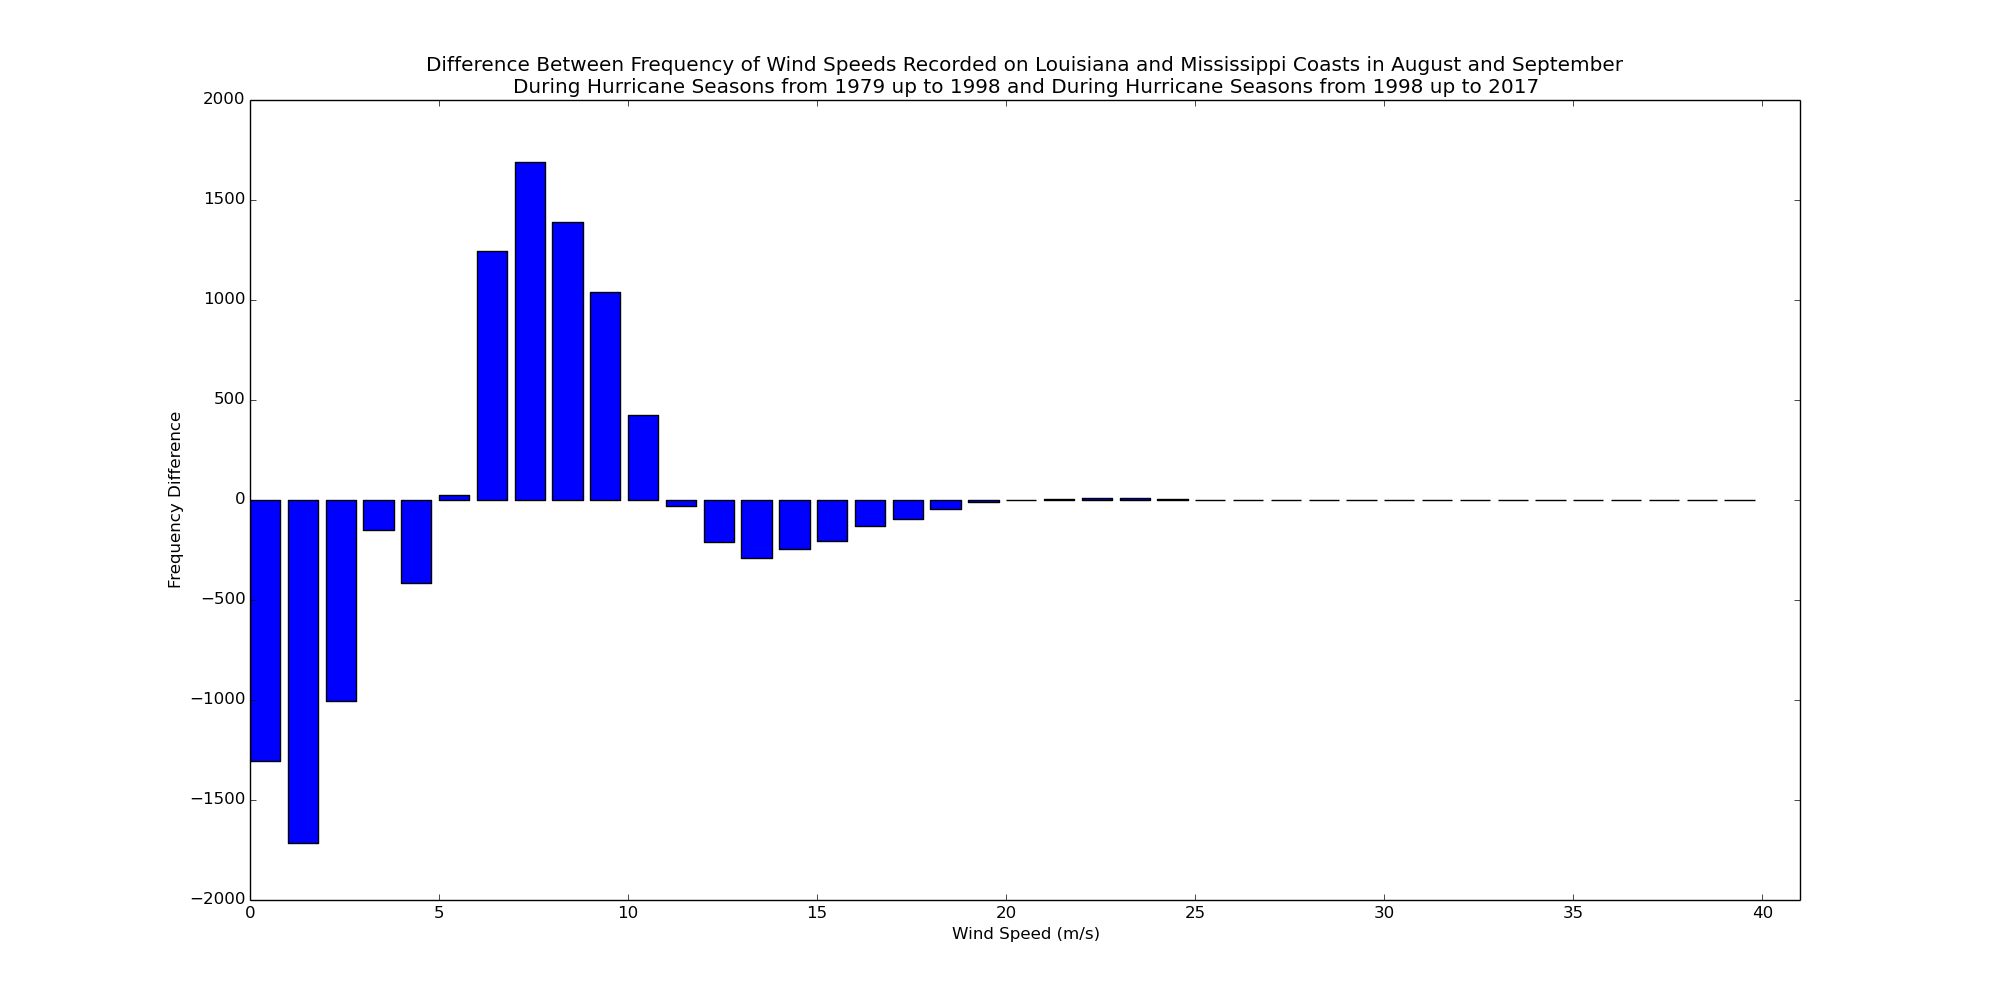 Difference Between Frequency of Wind Speeds Recorded on Louisiana and Mississippi Coasts in August and September
During Hurricane Seasons from 1979 up to 1998 and During Hurricane Seasons from 1998 up to 2017
2000
1500
1000
500
0
−500
−1000
−1500
−2000
Frequency Difference
0 5 10 15 20 25 30 35 40
Wind Speed (m/s)